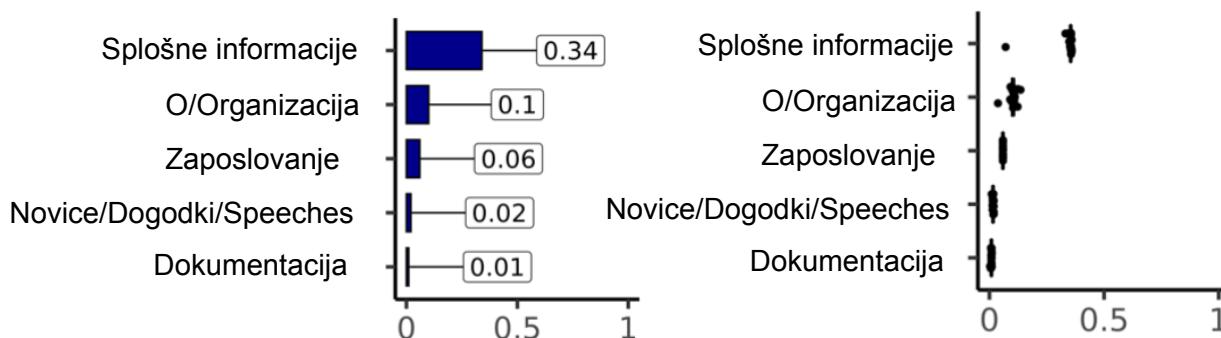 Splošne informacije 0.34
O/Organizacija 0.1
Zaposlovanje 0.06
Novice/Dogodki/Speeches 0.02
Dokumentacija 0.01
0 0.5 1
Splošne informacije
O/Organizacija
Zaposlovanje
Novice/Dogodki/Speeches
Dokumentacija
0 0.5 1